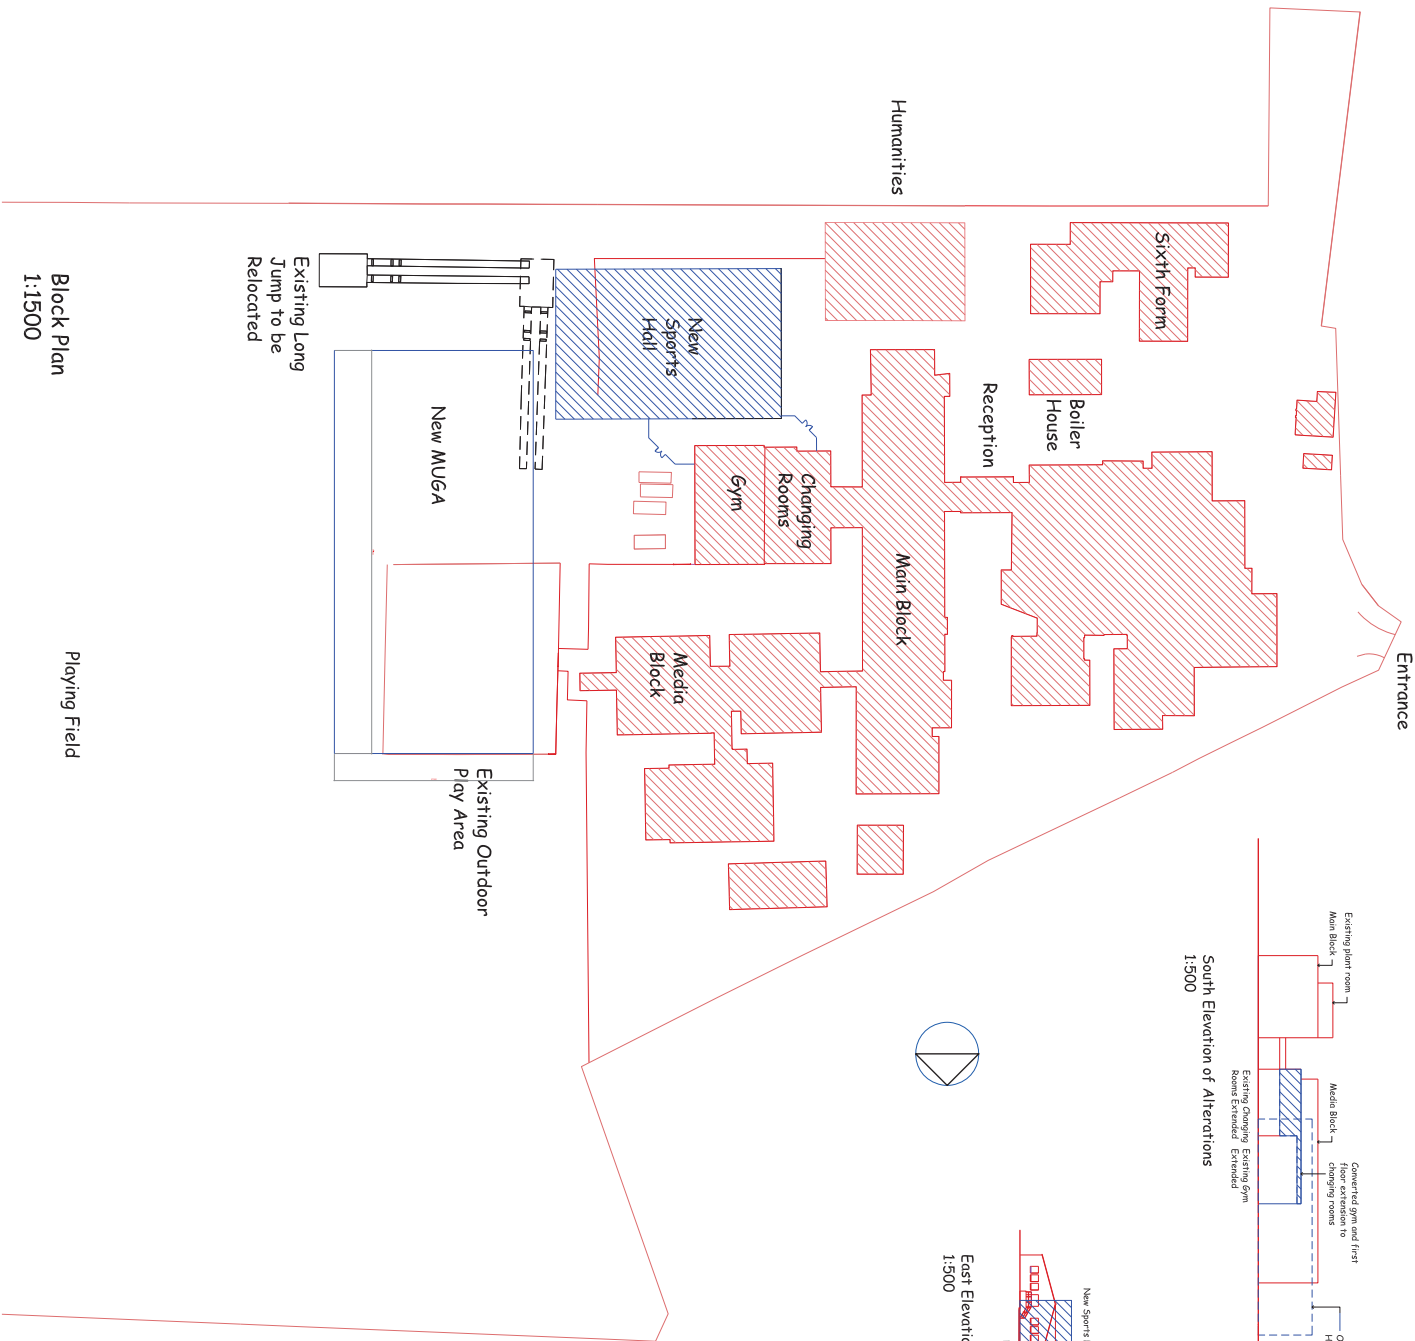 Humanities
Sixth Form
Entrance
Boiler
House
Reception
New
Sports
Hall
Existing Long
Jump to be
Relocated
Block Plan
1:1500
New MUGA
Gym
Changing
Rooms
Main Block
Media
Block
Playing Field
Existing Outdoor
Play Area
Existing plant room
Main Block
South Elevation of Alterations
1:500
Media Block
Existing Changing
Rooms Extended
Existing Gym
Extended
Converted gym and first
floor extension to
changing rooms
East Elevatio
1:500
New Sports